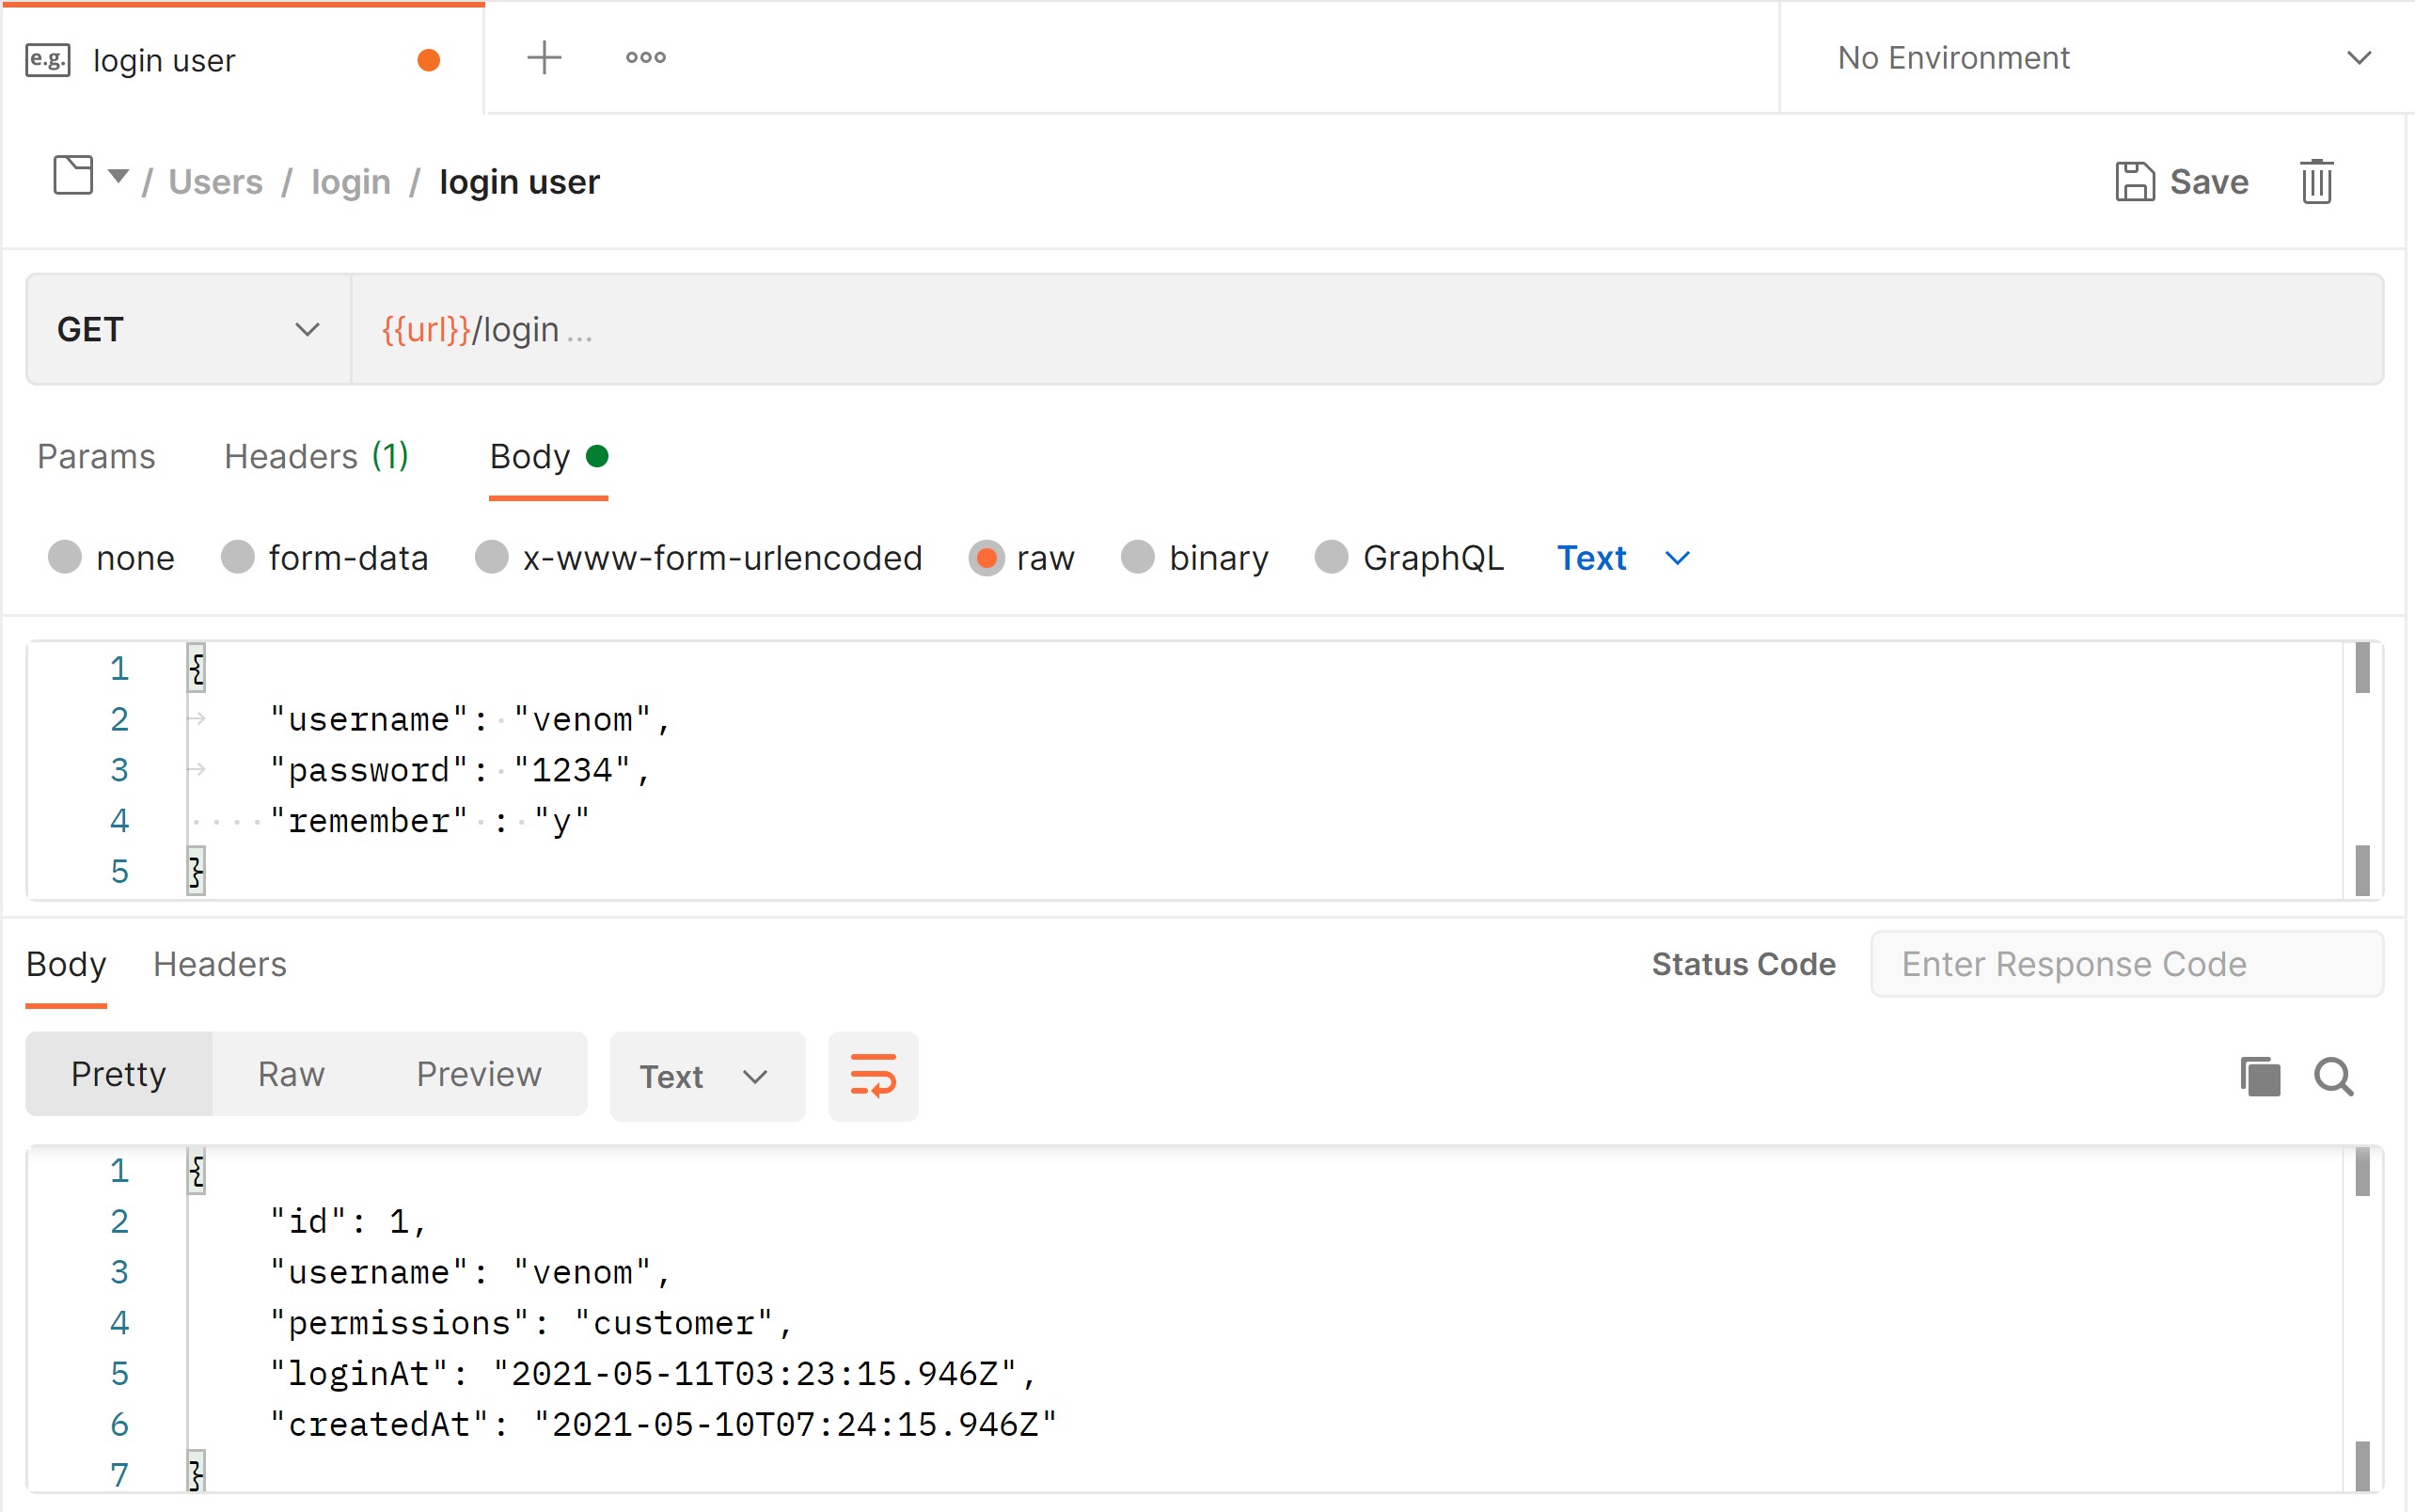 e.g. login user No Environment
/ Users / login / login user Save
GET {{url}}/login ...
Params Headers (1) Body
none form-data x-www-form-urlencoded raw binary GraphQL Text
1 {
2 "username": "venom",
3 "password": "1234",
4 "remember" : "y"
5 }
Body Headers Status Code Enter Response Code
Pretty Raw Preview Text
1 {
2 "id": 1,
3 "username": "venom",
4 "permissions": "customer",
5 "loginAt": "2021-05-11T03:23:15.946Z",
6 "createdAt": "2021-05-10T07:24:15.946Z"
7 }